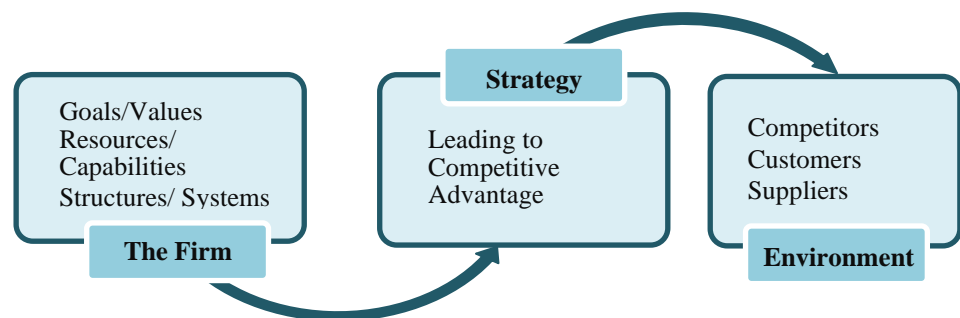 Goals/Values
Resources/
Capabilities
Structures/ Systems
The Firm
Strategy
Leading to
Competitive
Advantage
Competitors
Customers
Suppliers
Environment